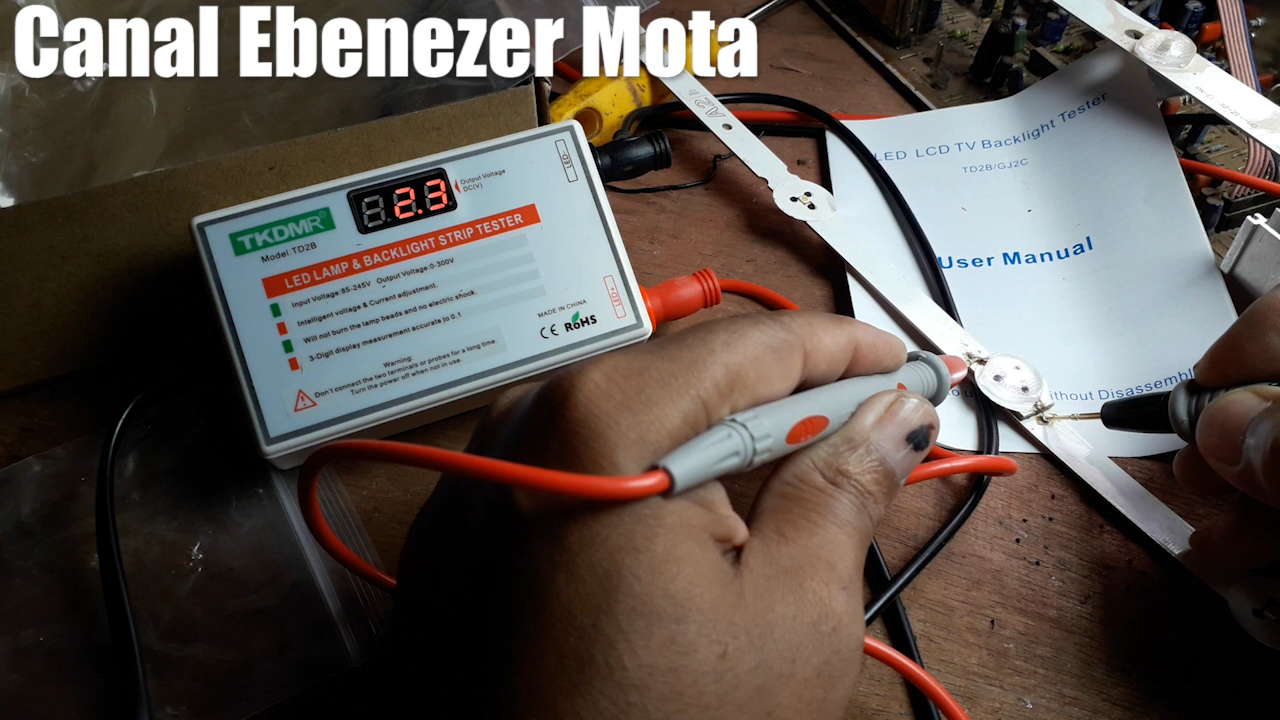 Canal Ebenezer Mota
LED-
2.3
Output Voltage
DC(V)
TKDMR
Model:TD2B
LED LAMP & BACKLIGHT STRIP TESTER
Input Voltage:85-245V Output Voltage:0-300V
Intelligent voltage & Current adjustment.
Will not burn the lamp beads and no electric shock.
3-Digit display measurement accurate to 0.1
LED+
MADE IN CHINA
CE RoHS
Warning:
Don't connect the two terminals or probes for a long time.
Turn the power off when not in use.
LED LCD TV Backlight Tester
TD2B/GJ2C
User Manual
ithout Disassembl